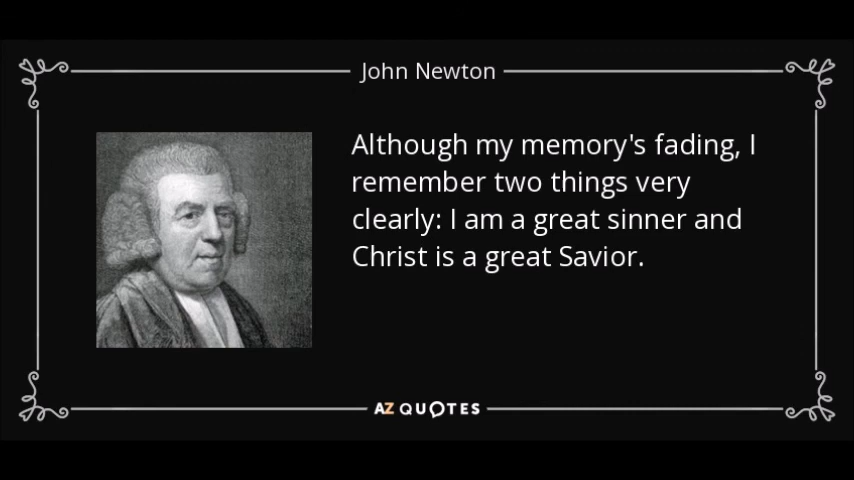 John Newton
Although my memory's fading, I
remember two things very
clearly: I am a great sinner and
Christ is a great Savior.
AZ QUOTES